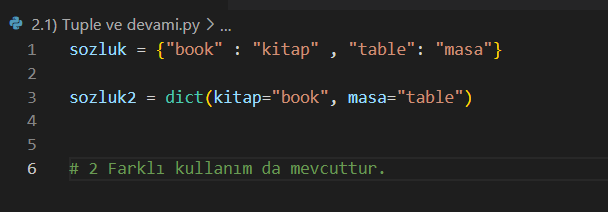 2.1) Tuple ve devami.py > ...
1 sozluk = {"book" : "kitap" , "table": "masa"}
2
3 sozluk2 = dict(kitap="book", masa="table")
4
5
6 # 2 Farklı kullanım da mevcuttur.